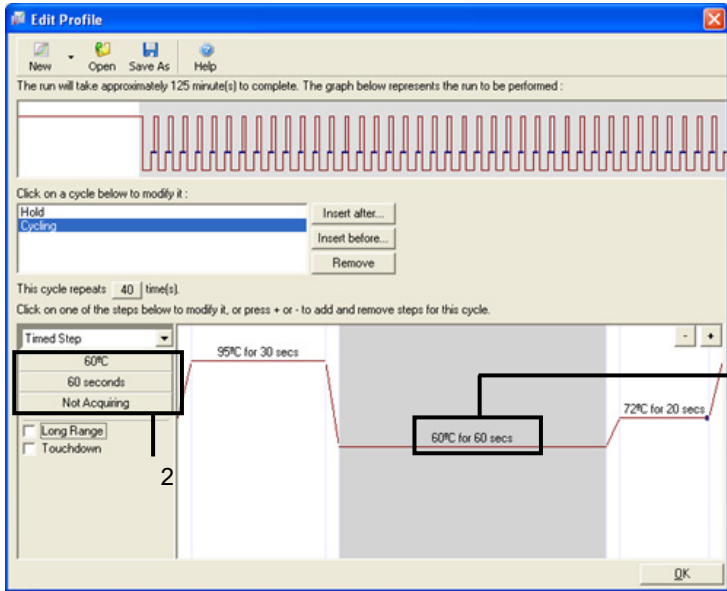 Edit Profile
New Open Save As Help
The run will take approximately 125 minute(s) to complete. The graph below represents the run to be performed :
Click on a cycle below to modify it :
Hold
Cycling
Insert after...
Insert before...
Remove
This cycle repeats 40 time(s).
Click on one of the steps below to modify it, or press + or - to add and remove steps for this cycle.
Timed Step
- +
60ºC
60 seconds
Not Acquiring
Long Range
Touchdown
95ºC for 30 secs
60ºC for 60 secs
72ºC for 20 secs
2
OK